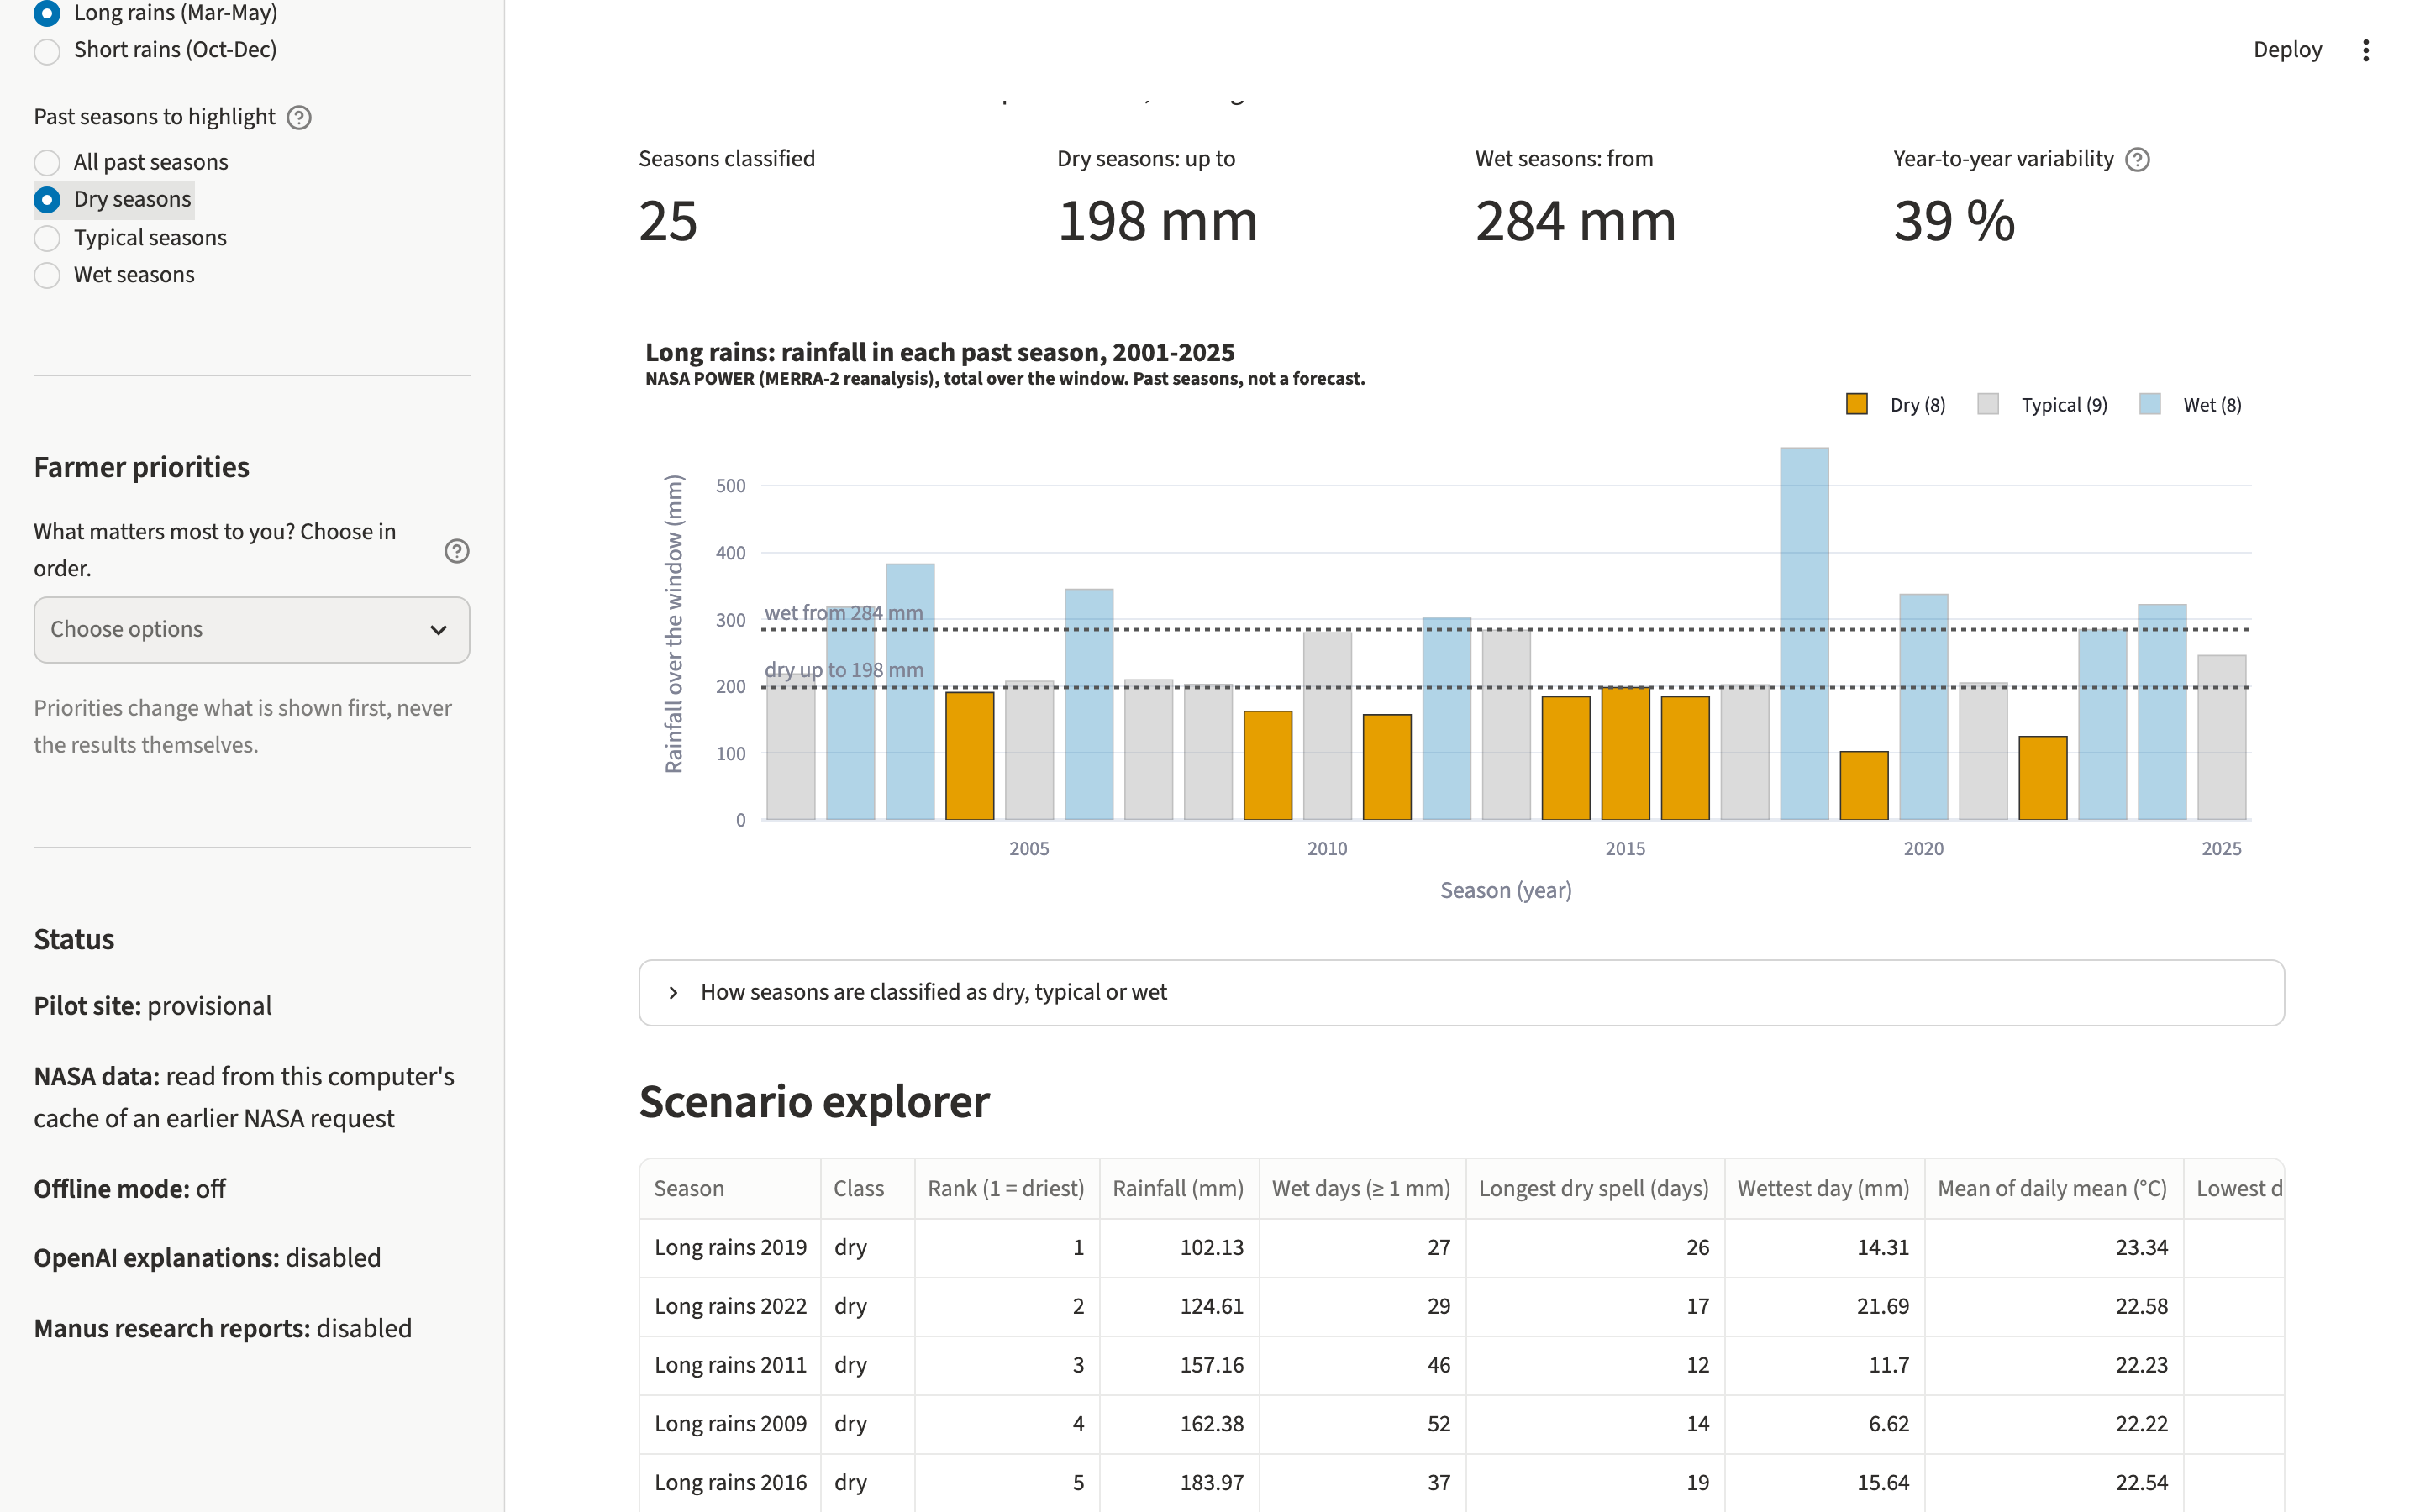 Long rains (Mar-May)
Short rains (Oct-Dec)
Past seasons to highlight
All past seasons
Dry seasons
Typical seasons
Wet seasons
Farmer priorities
What matters most to you? Choose in
order.
Choose options
Priorities change what is shown first, never
the results themselves.
Status
Pilot site: provisional
NASA data: read from this computer's
cache of an earlier NASA request
Offline mode: off
OpenAI explanations: disabled
Manus research reports: disabled
Deploy
Seasons classified
25
Dry seasons: up to
198 mm
Wet seasons: from
284 mm
Year-to-year variability
39 %
Long rains: rainfall in each past season, 2001-2025
NASA POWER (MERRA-2 reanalysis), total over the window. Past seasons, not a forecast.
Dry (8) Typical (9) Wet (8)
Rainfall over the window (mm)
500
400
300
200
100
0
wet from 284 mm
dry up to 198 mm
2005 2010 2015 2020 2025
Season (year)
How seasons are classified as dry, typical or wet
Scenario explorer
Season Class Rank (1 = driest) Rainfall (mm) Wet days (≥ 1 mm) Longest dry spell (days) Wettest day (mm) Mean of daily mean (°C) Lowest d
Long rains 2019 dry 1 102.13 27 26 14.31 23.34
Long rains 2022 dry 2 124.61 29 17 21.69 22.58
Long rains 2011 dry 3 157.16 46 12 11.7 22.23
Long rains 2009 dry 4 162.38 52 14 6.62 22.22
Long rains 2016 dry 5 183.97 37 19 15.64 22.54